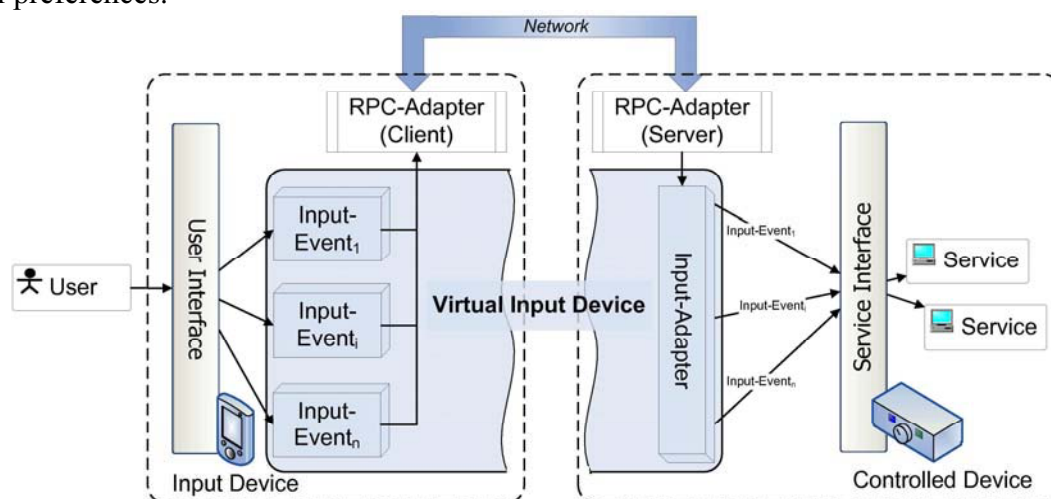 preferences.
Network
RPC-Adapter
(Client)
RPC-Adapter
(Server)
User Interface
Input-
Event1
Input-
Eventi
Input-
Eventn
User
Virtual Input Device
Input-Adapter
Input-Event1
Input-Eventi
Input-Eventn
Service Interface
Service
Service
Input Device
Controlled Device